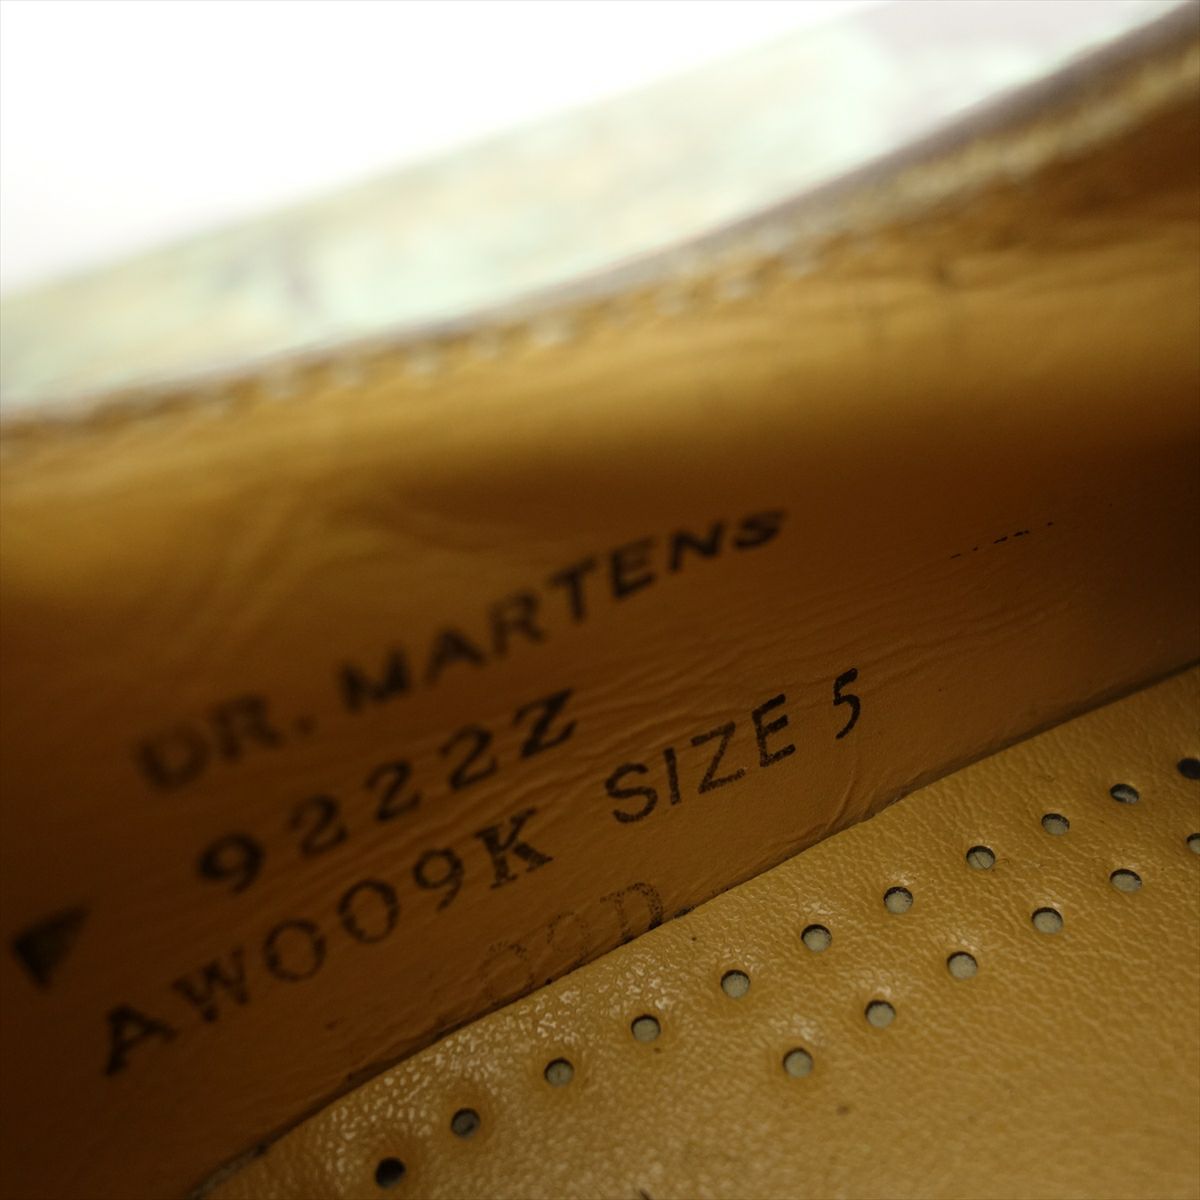 DR. MARTENS
9222Z
AW009K SIZE 5